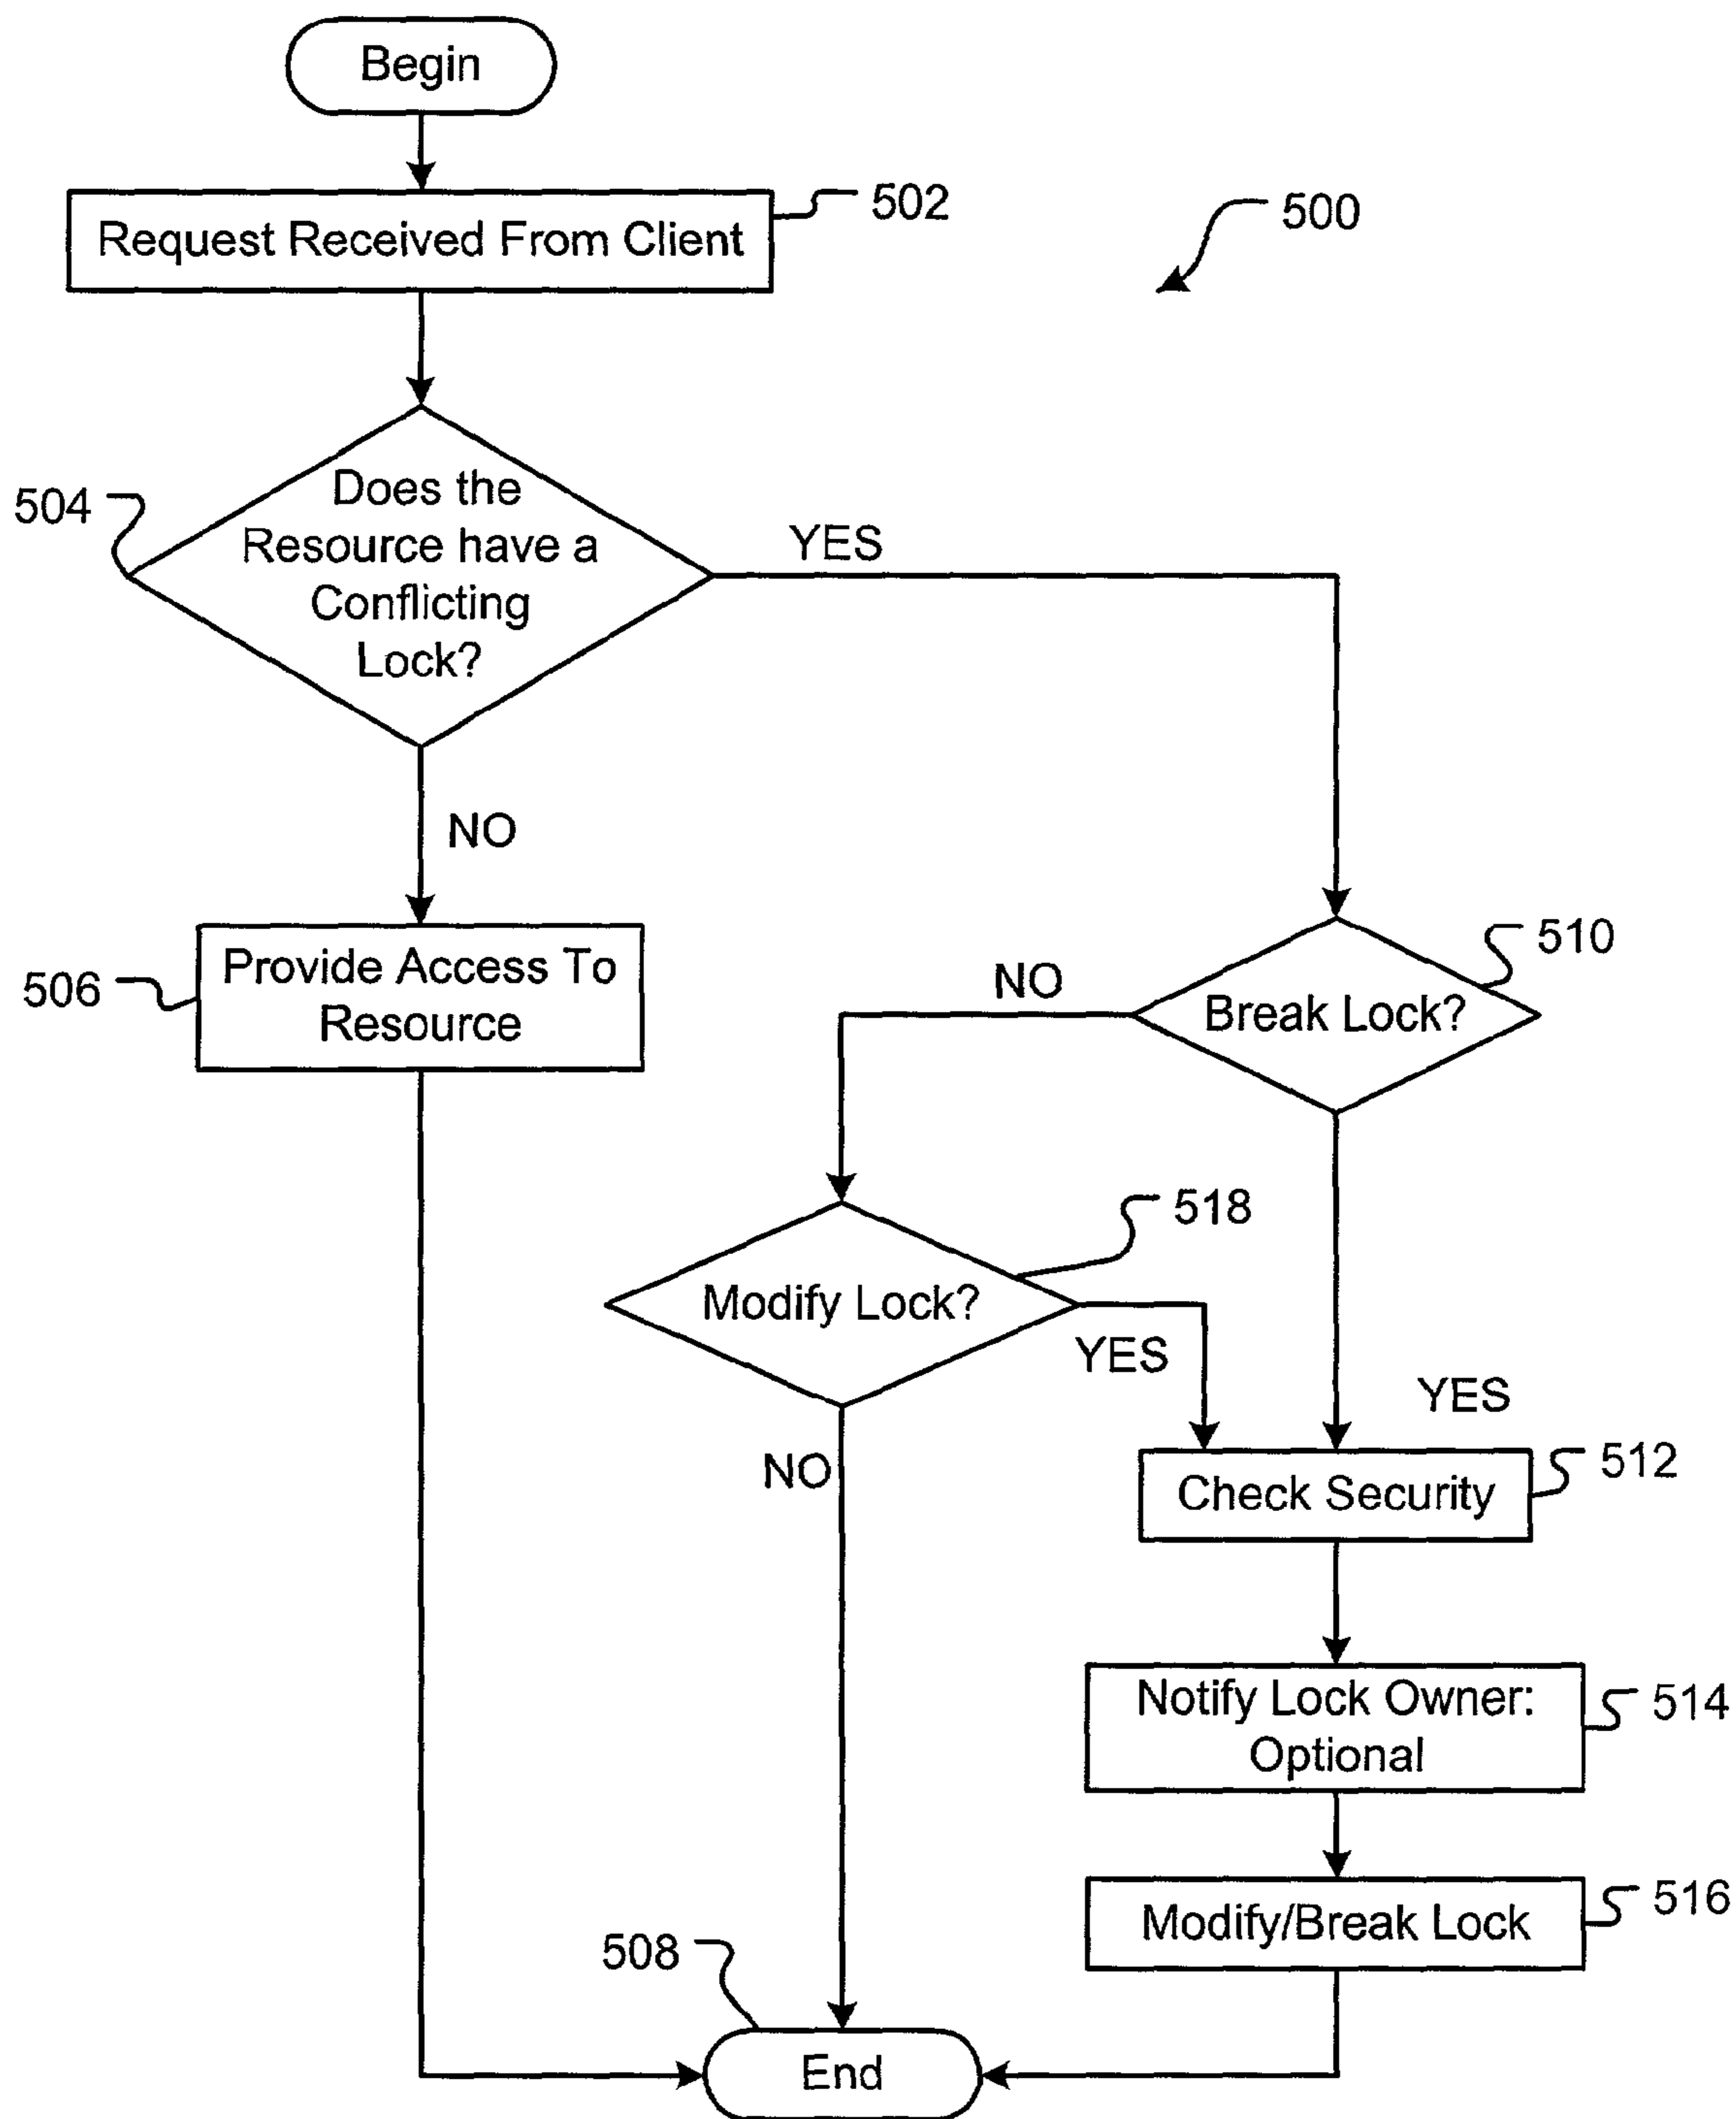 Begin
Request Received From Client
502
500
504
Does the
Resource have a
Conflicting
Lock?
YES
NO
506
Provide Access To
Resource
510
NO
Break Lock?
518
Modify Lock?
YES
YES
NO
512
Check Security
Notify Lock Owner:
Optional
514
Modify/Break Lock
516
508
End